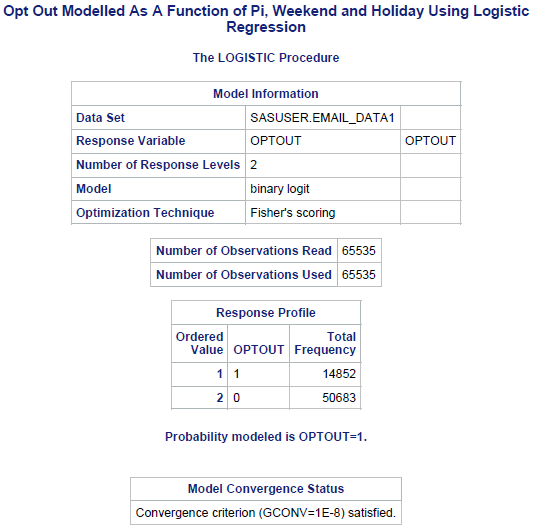 Opt Out Modelled As A Function of Pi, Weekend and Holiday Using Logistic
Regression
The LOGISTIC Procedure
Model Information
Data Set SASUSER.EMAIL_DATA1
Response Variable OPTOUT OPTOUT
Number of Response Levels 2
Model binary logit
Optimization Technique Fisher's scoring
Number of Observations Read 65535
Number of Observations Used 65535
Response Profile
Ordered Total
Value OPTOUT Frequency
1 1 14852
2 0 50683
Probability modeled is OPTOUT=1.
Model Convergence Status
Convergence criterion (GCONV=1E-8) satisfied.